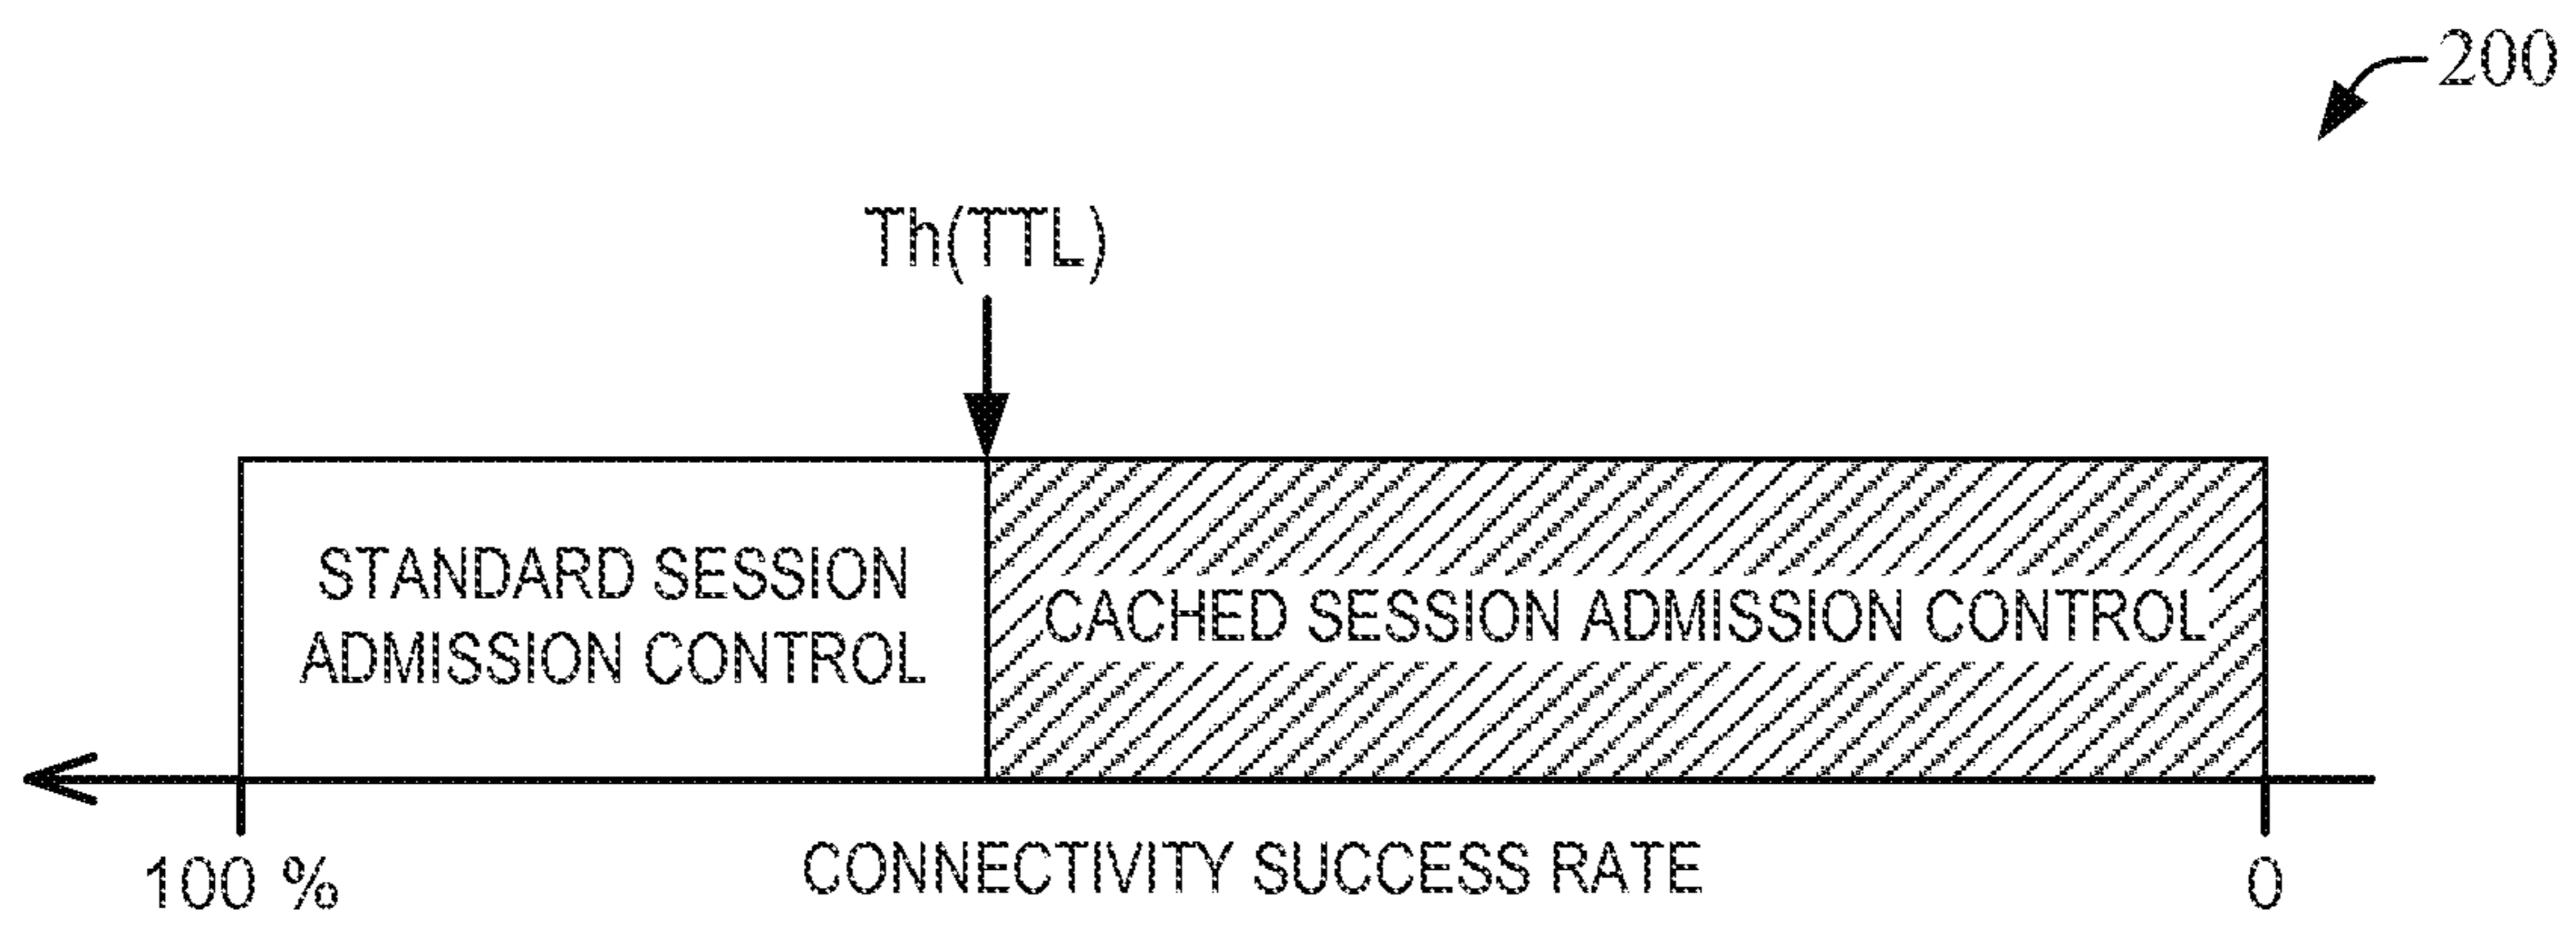 200
Th(TTL)
STANDARD SESSION
ADMISSION CONTROL
CACHED SESSION ADMISSION CONTROL
100 %
CONNECTIVITY SUCCESS RATE
0